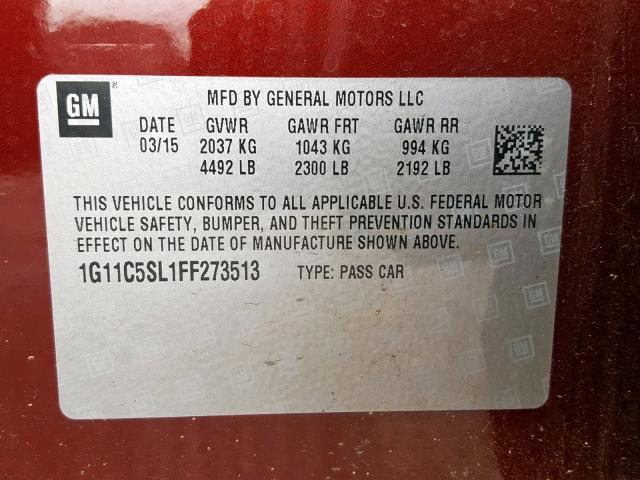 GM
MFD BY GENERAL MOTORS LLC
DATE GVWR GAWR FRT GAWR RR
03/15 2037 KG 1043 KG 994 KG
4492 LB 2300 LB 2192 LB
THIS VEHICLE CONFORMS TO ALL APPLICABLE U.S. FEDERAL MOTOR
VEHICLE SAFETY, BUMPER, AND THEFT PREVENTION STANDARDS IN
EFFECT ON THE DATE OF MANUFACTURE SHOWN ABOVE.
1G11C5SL1FF273513 TYPE: PASS CAR